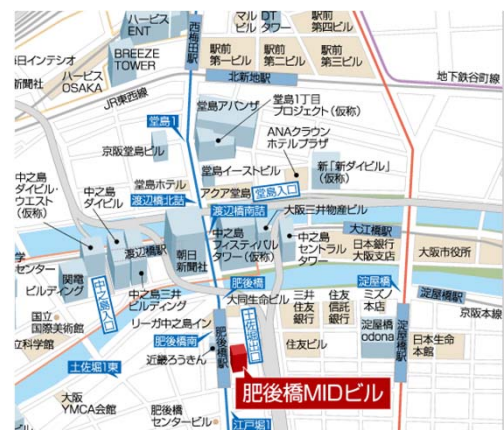 ハービス
ENT
西梅田駅
マル
ビル
DT
タワー
駅前
第四ビル
BREEZE
TOWER
駅前
第一ビル
駅前
第二ビル
駅前
第三ビル
新聞社
ハービス
OSAKA
北新地駅
地下鉄谷町線
JR東西線
堂島アバンザ
堂島1丁目
プロジェクト(仮称)
堂島1
京阪堂島ビル
ANAクラウン
ホテルプラザ
中之島
ダイビル・
ウエスト
(仮称)
中之島
ダイビル
堂島ホテル
堂島イーストビル
新「新ダイビル」
(仮称)
アクア堂島
堂島入口
渡辺橋北詰
渡辺橋南詰
大阪三井物産ビル
大江橋駅
渡辺橋駅
朝日
新聞社
中之島
フェスティバル
タワー(仮称)
中之島
セントラル
タワー
日本銀行
大阪支店
大阪市役所
学
センター
関電
ビルディング
中之島入口
中之島三井
ビルディング
肥後橋
淀屋橋
ミズノ
本店
淀屋橋駅
京阪本線
国立
国際美術館
立科学館
リーガ中之島イン
大同生命ビル
土佐堀出口
三井
住友
銀行
住友
信託
銀行
淀屋橋
odona
淀屋橋駅
日本生命
本館
肥後橋南
近畿ろうきん
肥後橋駅
住友ビル
土佐堀1東
肥後橋MIDビル
大阪
YMCA会館
肥後橋
センタービル
江戸堀1